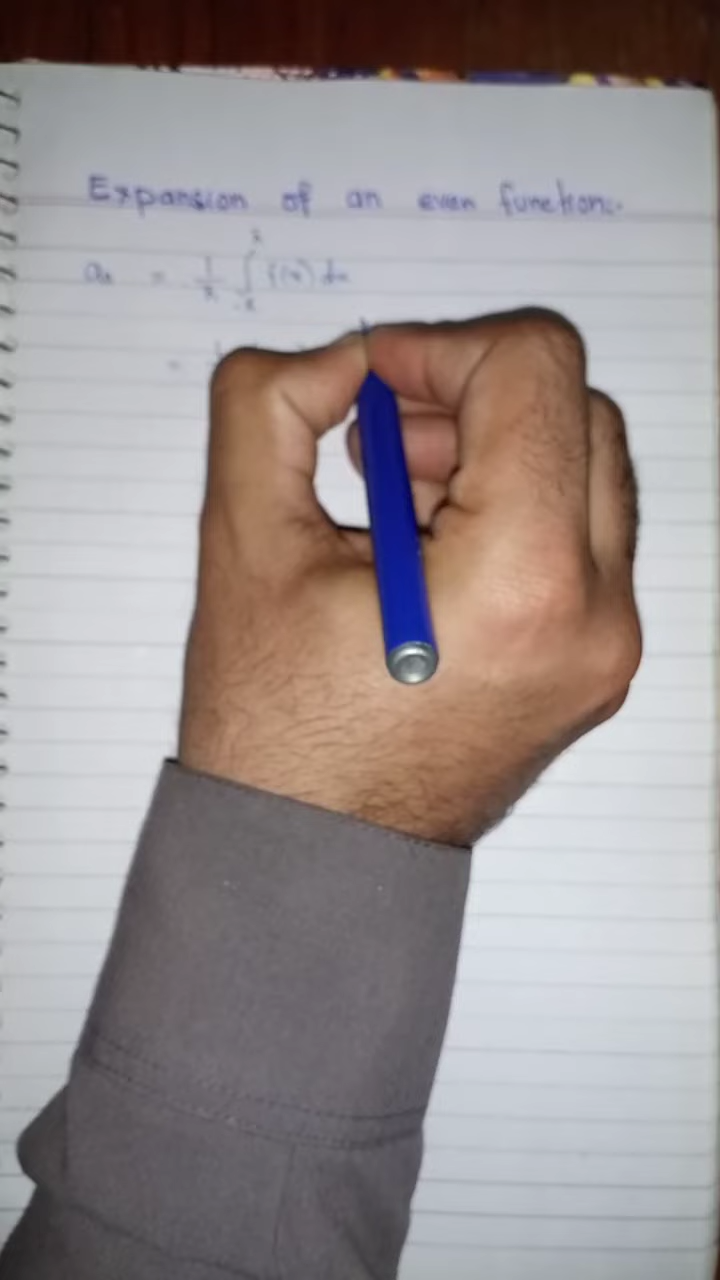 Expansion of an even function:-
a₀ = 1/π ∫_{-π}^{π} f(x) dx
=